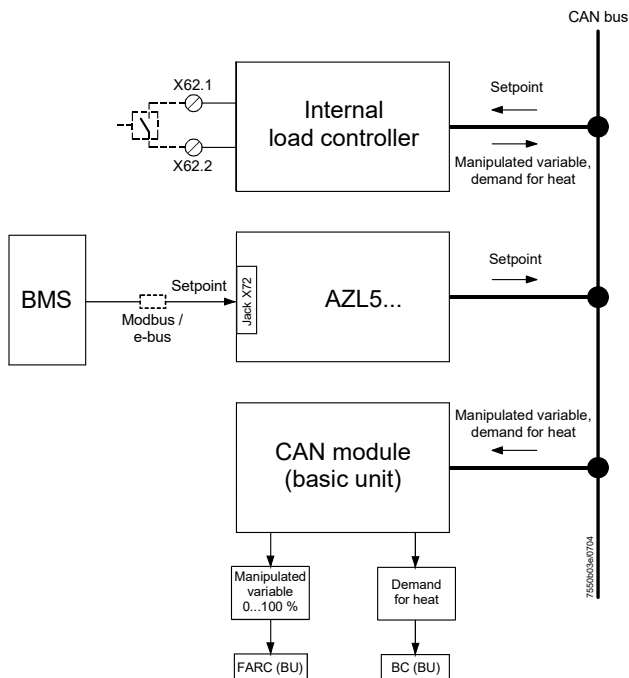 CAN bus
X62.1
X62.2
Internal
load controller
Setpoint
Manipulated variable,
demand for heat
BMS
Modbus /
e-bus
Setpoint
Jack X72
AZL5...
Setpoint
CAN module
(basic unit)
Manipulated variable,
demand for heat
7550b03e/0704
Manipulated
variable
0...100 %
Demand
for heat
FARC (BU)
BC (BU)